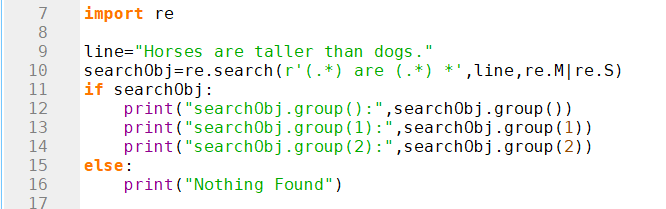 7 import re
8
9 line="Horses are taller than dogs."
10 searchObj=re.search(r'(.*) are (.*) *',line,re.M|re.S)
11 if searchObj:
12     print("searchObj.group():",searchObj.group())
13     print("searchObj.group(1):",searchObj.group(1))
14     print("searchObj.group(2):",searchObj.group(2))
15 else:
16     print("Nothing Found")
17